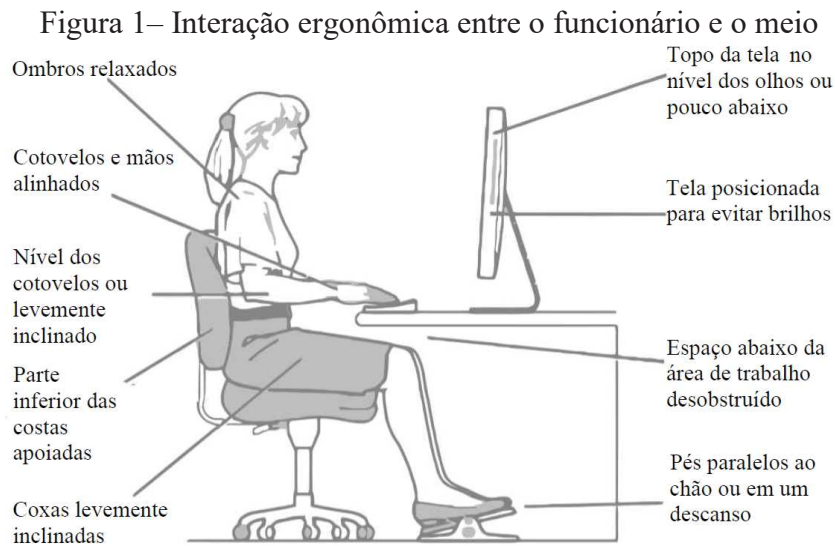 Figura 1– Interação ergonômica entre o funcionário e o meio
Ombros relaxados
Cotovelos e mãos
alinhados
Nível dos
cotovelos ou
levemente
inclinado
Parte
inferior das
costas
apoiadas
Coxas levemente
inclinadas
Topo da tela no
nível dos olhos ou
pouco abaixo
Tela posicionada
para evitar brilhos
Espaço abaixo da
área de trabalho
desobstruído
Pés paralelos ao
chão ou em um
descanso